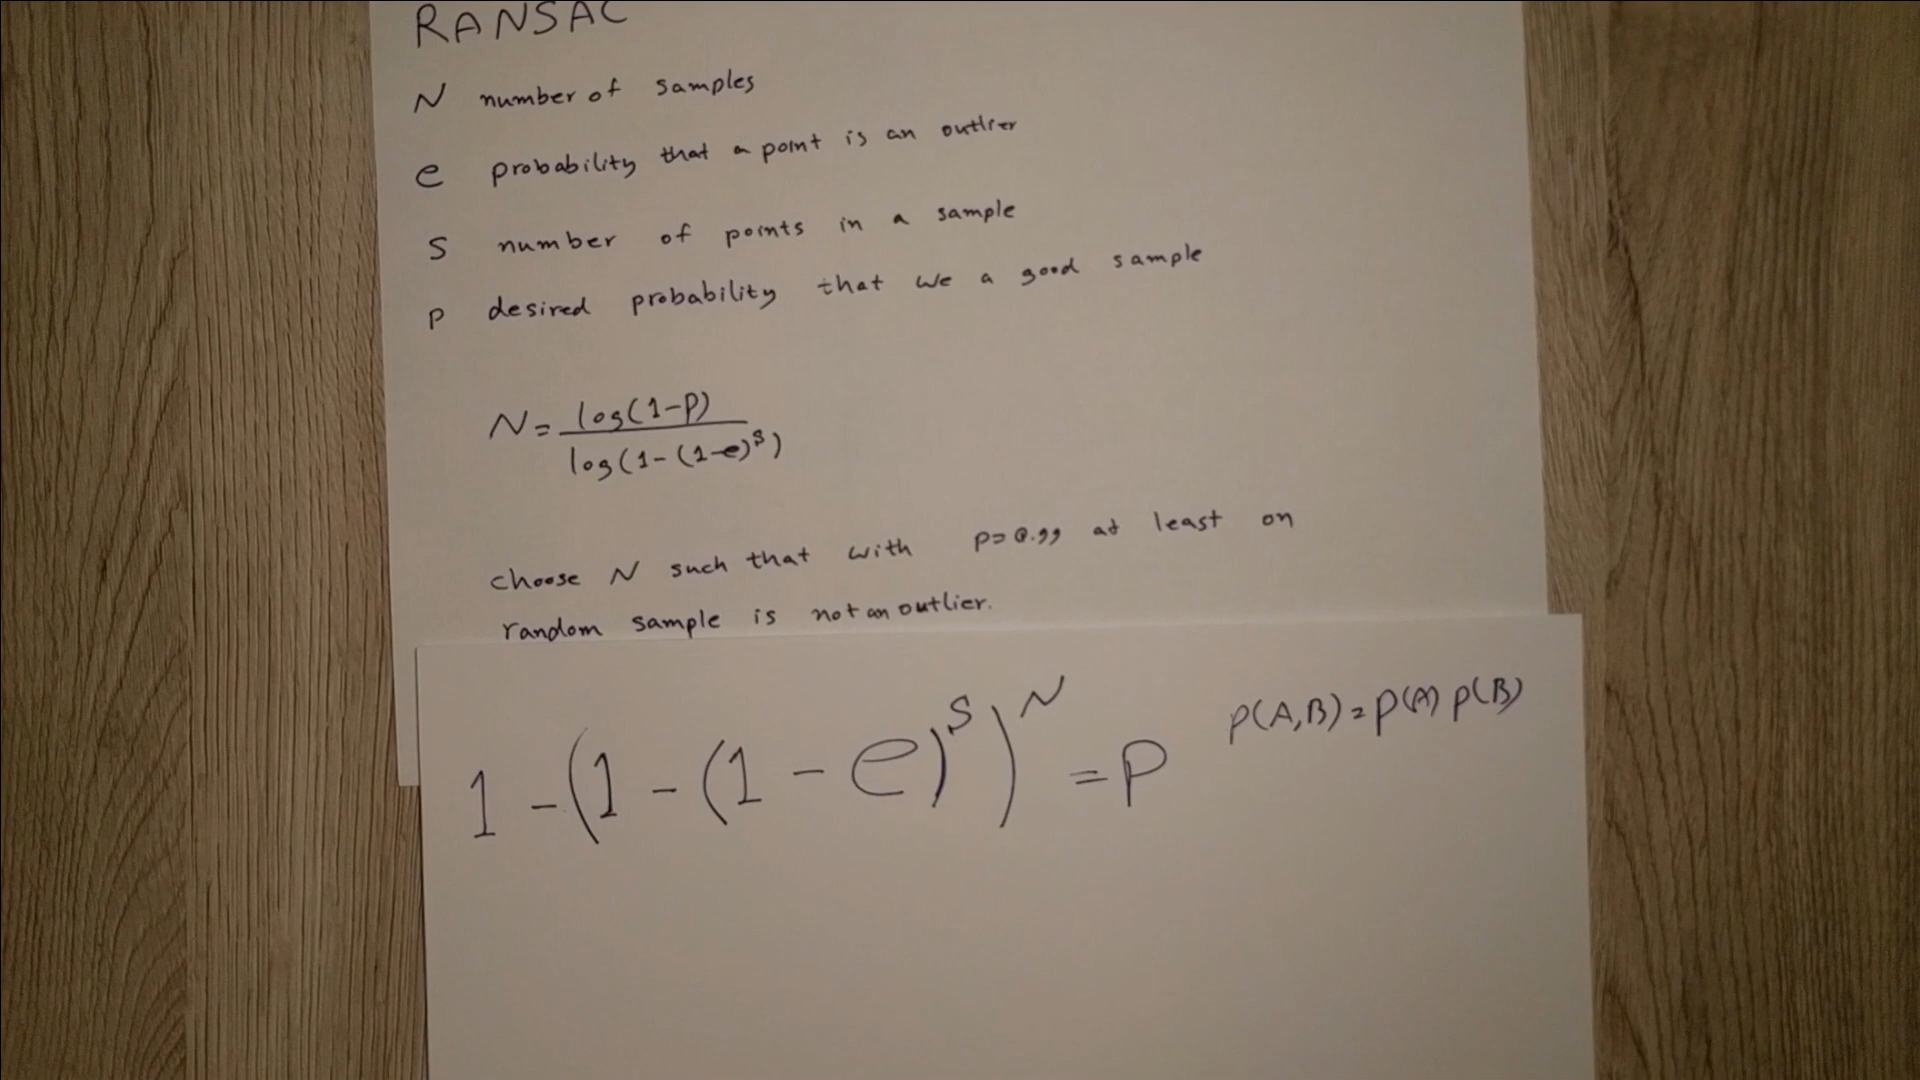 RANSAC
N number of samples
e probability that a point is an outlier
S number of points in a sample
P desired probability that we a good sample
N = log(1-P) / log(1-(1-e)^S)
choose N such that with p=0.99 at least on
random sample is not an outlier.
1-(1-(1-e)^S)^N = P
P(A,B) = P(A) P(B)